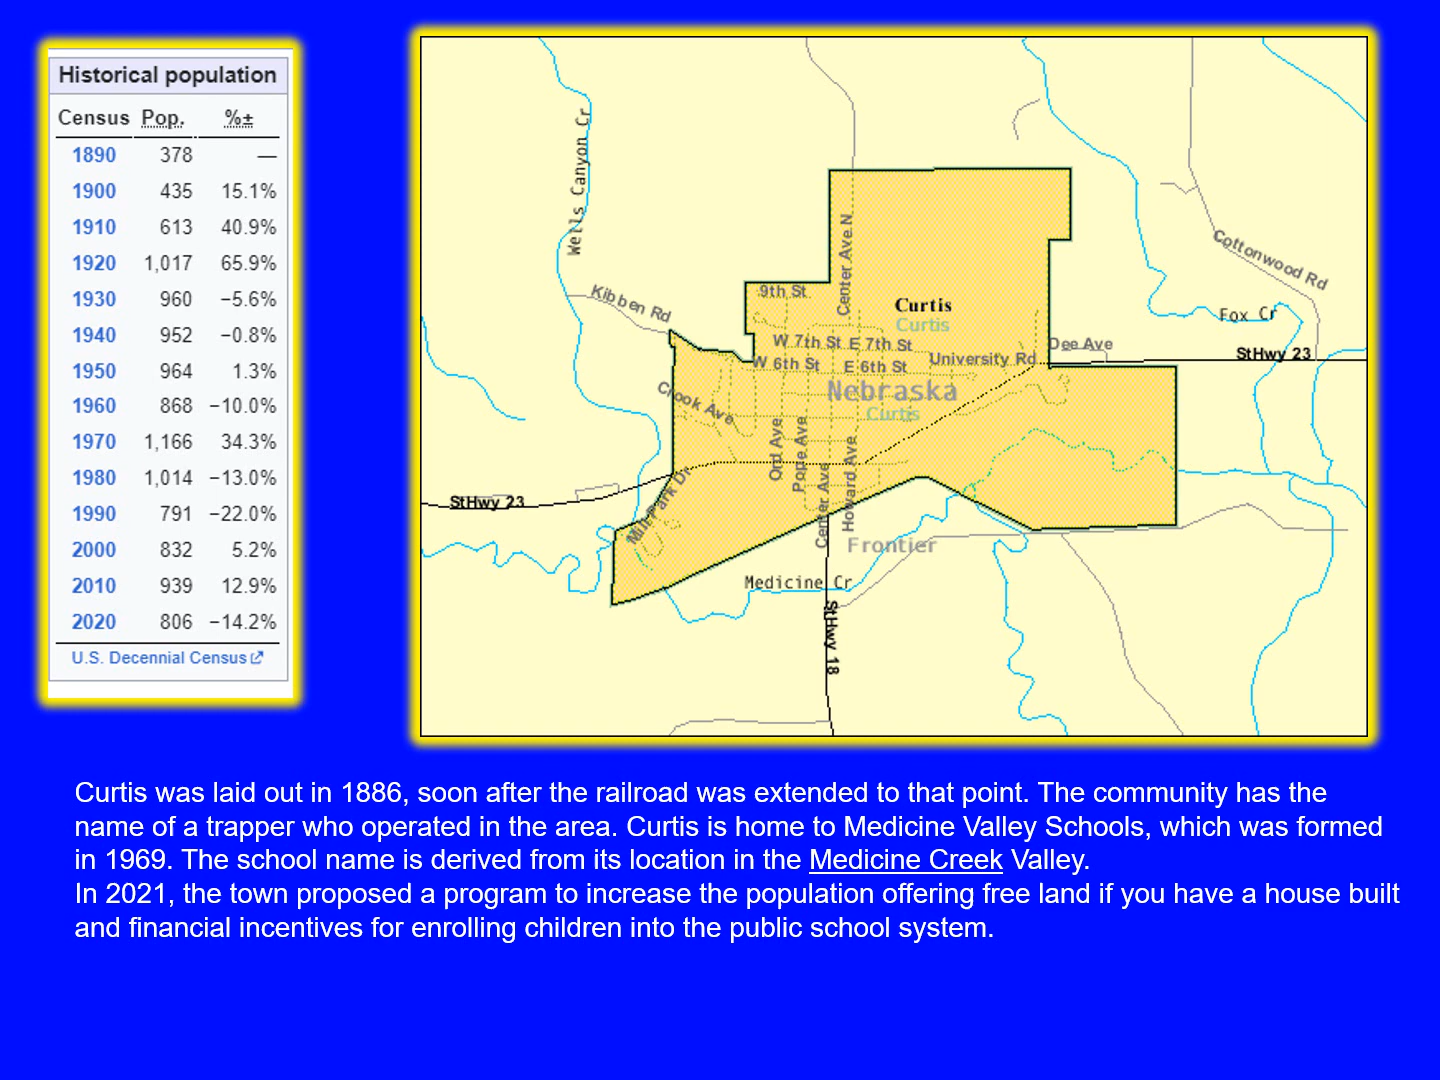 Historical population
Census Pop. %±
1890 378 —
1900 435 15.1%
1910 613 40.9%
1920 1,017 65.9%
1930 960 −5.6%
1940 952 −0.8%
1950 964 1.3%
1960 868 −10.0%
1970 1,166 34.3%
1980 1,014 −13.0%
1990 791 −22.0%
2000 832 5.2%
2010 939 12.9%
2020 806 −14.2%
U.S. Decennial Census
Wells Canyon Cr
Kibben Rd
Center Ave N
9th St
Curtis
Curtis
Cottonwood Rd
Fox Cr
W 7th St E 7th St
Dee Ave
StHwy 23
W 6th St E 6th St
University Rd
Nebraska
Curtis
Crook Ave
Ord Ave
Pope Ave
Center Ave
Howard Ave
Mill Park Dr
StHwy 23
Frontier
Medicine Cr
StHwy 18
Curtis was laid out in 1886, soon after the railroad was extended to that point. The community has the
name of a trapper who operated in the area. Curtis is home to Medicine Valley Schools, which was formed
in 1969. The school name is derived from its location in the Medicine Creek Valley.
In 2021, the town proposed a program to increase the population offering free land if you have a house built
and financial incentives for enrolling children into the public school system.